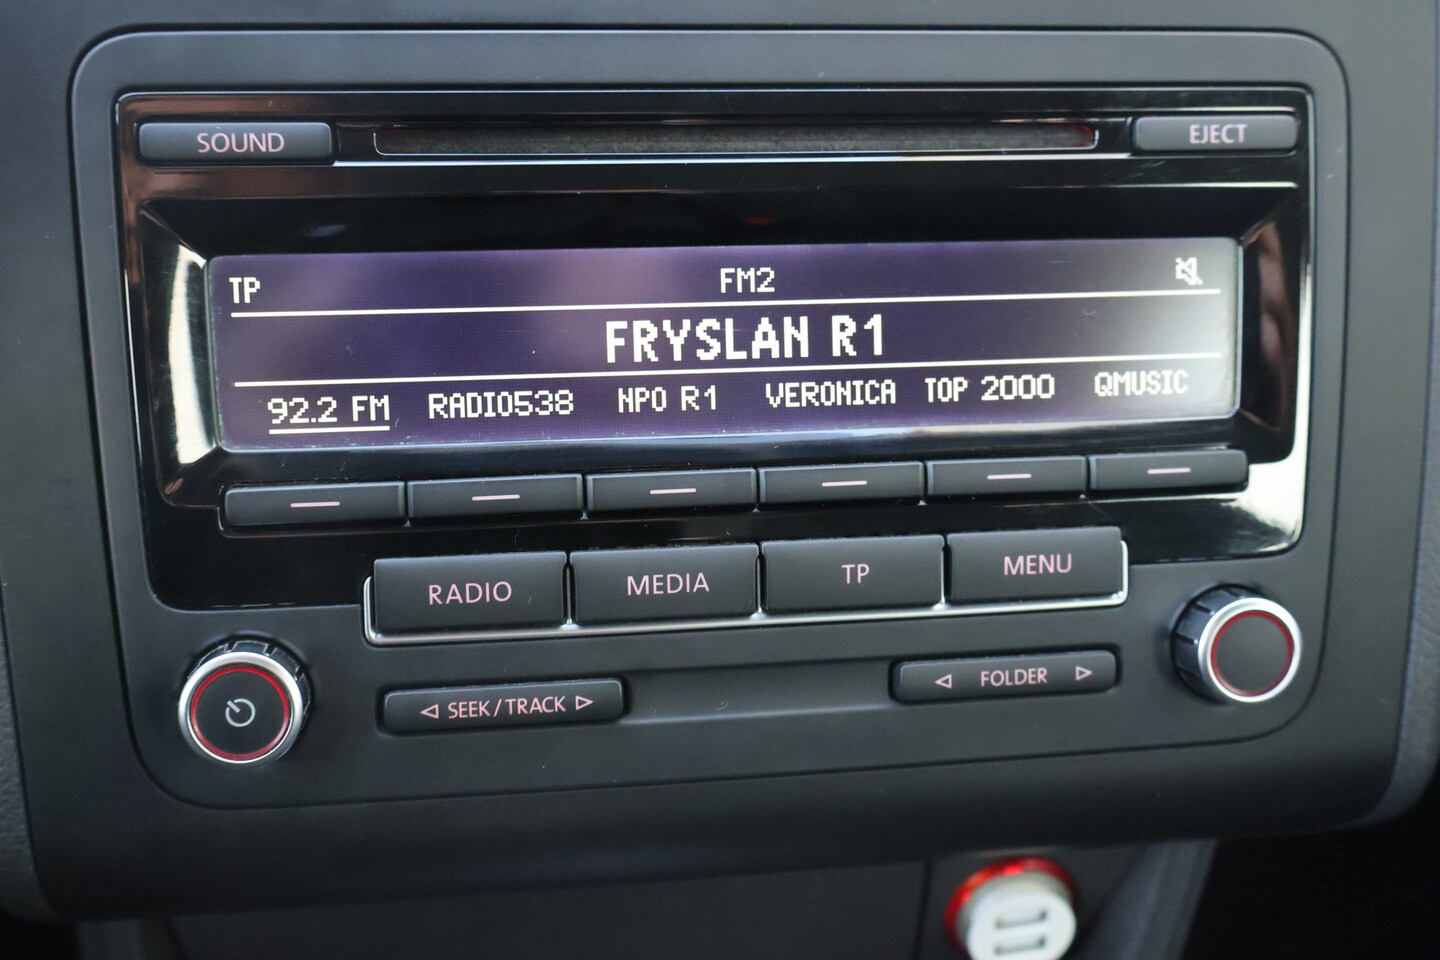 SOUND EJECT
TP FM2
FRYSLAN R1
92.2 FM RADIO538 NPO R1 VERONICA TOP 2000 QMUSIC
RADIO MEDIA TP MENU
SEEK/TRACK FOLDER